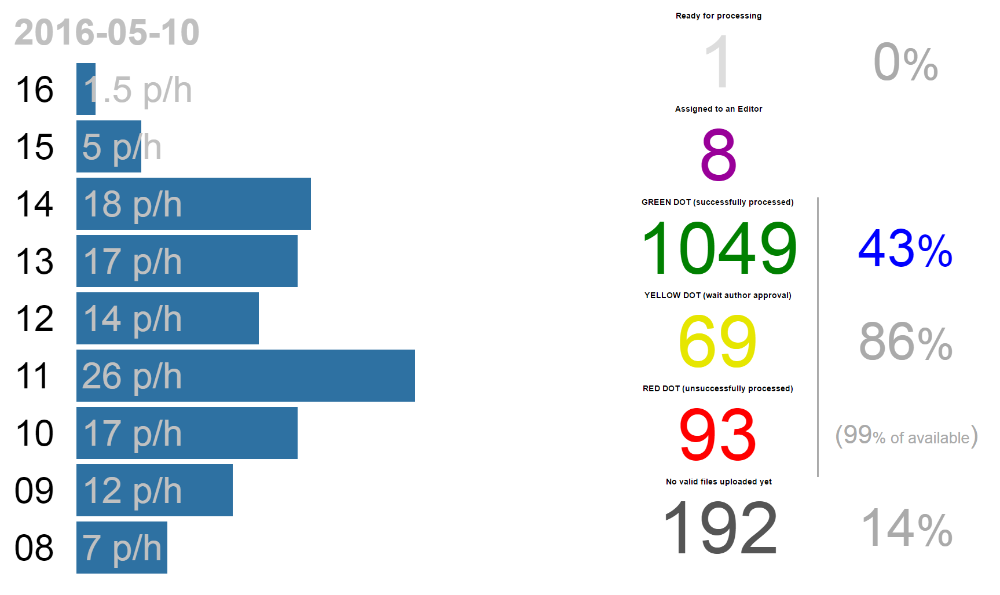 2016-05-10
16 1.5 p/h
15 5 p/h
14 18 p/h
13 17 p/h
12 14 p/h
11 26 p/h
10 17 p/h
09 12 p/h
08 7 p/h
Ready for processing
1 0%
Assigned to an Editor
8
GREEN DOT (successfully processed)
1049 43%
YELLOW DOT (wait author approval)
69 86%
RED DOT (unsuccessfully processed)
93 (99% of available)
No valid files uploaded yet
192 14%